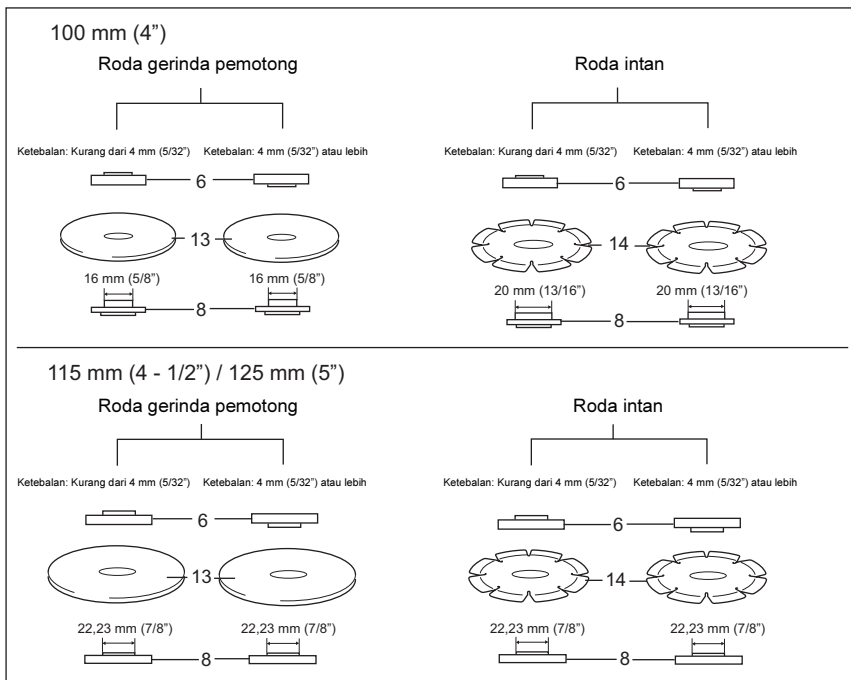 100 mm (4”)
Roda gerinda pemotong
Roda intan
Ketebalan: Kurang dari 4 mm (5/32”)
Ketebalan: 4 mm (5/32”) atau lebih
Ketebalan: Kurang dari 4 mm (5/32”)
Ketebalan: 4 mm (5/32”) atau lebih
6
6
13
14
16 mm (5/8”)
16 mm (5/8”)
20 mm (13/16”)
20 mm (13/16”)
8
8
115 mm (4 - 1/2”) / 125 mm (5”)
Roda gerinda pemotong
Roda intan
Ketebalan: Kurang dari 4 mm (5/32”)
Ketebalan: 4 mm (5/32”) atau lebih
Ketebalan: Kurang dari 4 mm (5/32”)
Ketebalan: 4 mm (5/32”) atau lebih
6
6
13
14
22,23 mm (7/8”)
22,23 mm (7/8”)
22,23 mm (7/8”)
22,23 mm (7/8”)
8
8